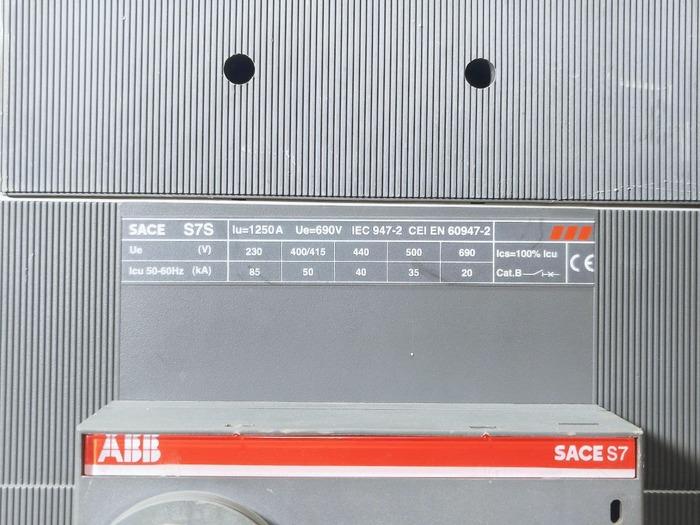 SACE S7S Iu=1250A Ue=690V IEC 947-2 CEI EN 60947-2
Ue (V) 230 400/415 440 500 690 Ics=100% Icu CE
Icu 50-60Hz (kA) 85 50 40 35 20 Cat.B
ABB SACE S7